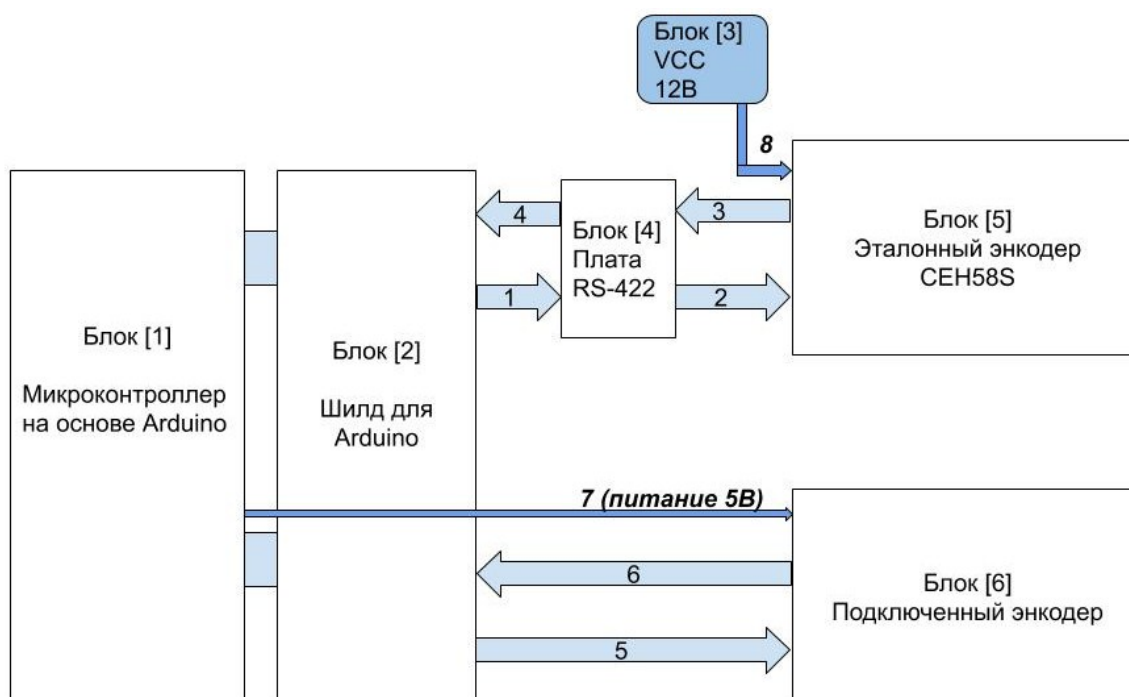 Блок [3]
VCC
12В
8
4
3
Блок [4]
Плата
RS-422
1
2
Блок [5]
Эталонный энкодер
CEH58S
Блок [1]
Микроконтроллер
на основе Arduino
Блок [2]
Шилд для
Arduino
7 (питание 5В)
6
5
Блок [6]
Подключенный энкодер